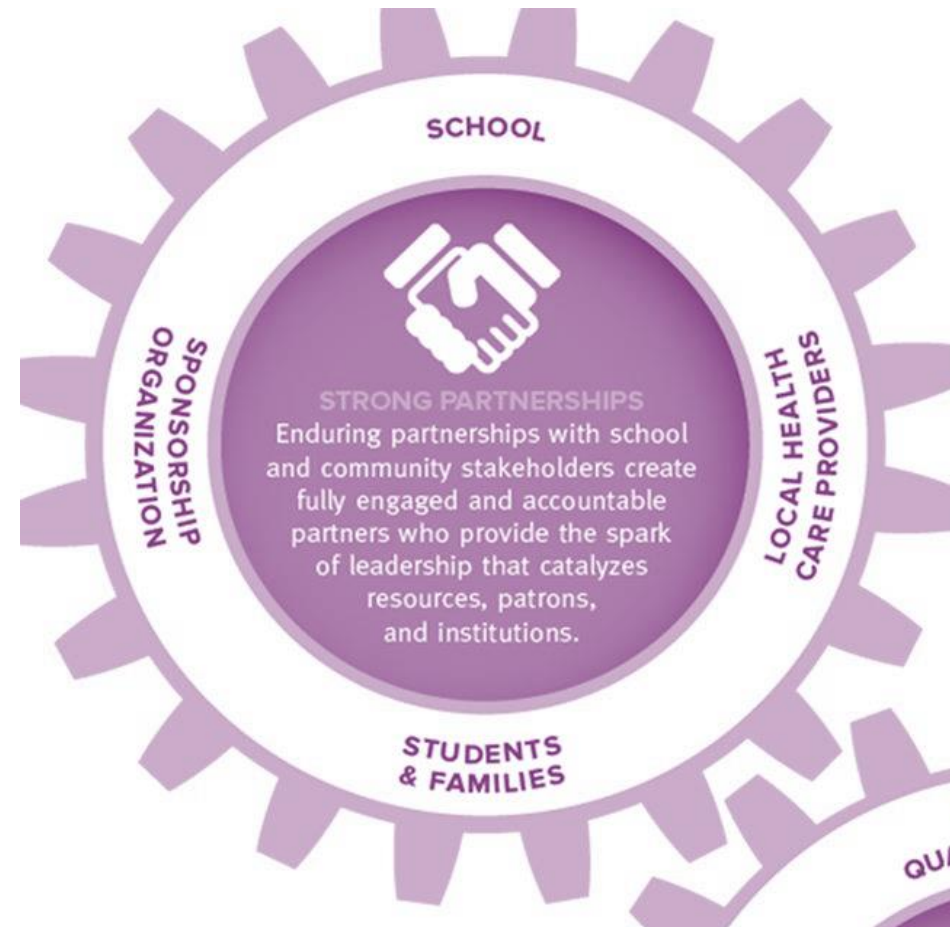 SCHOOL
SPONSORSHIP
ORGANIZATION
STRONG PARTNERSHIPS
Enduring partnerships with school
and community stakeholders create
fully engaged and accountable
partners who provide the spark
of leadership that catalyzes
resources, patrons,
and institutions.
LOCAL HEALTH
CARE PROVIDERS
STUDENTS
& FAMILIES